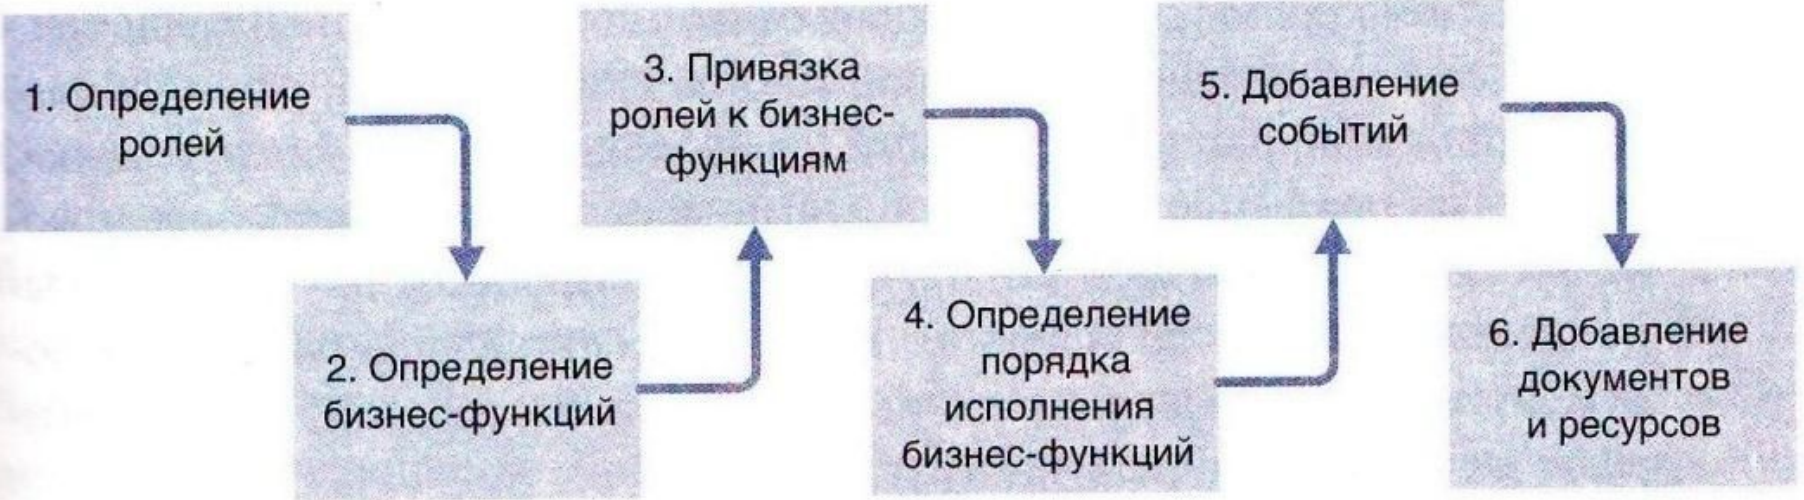 1. Определение
ролей
2. Определение
бизнес-функций
3. Привязка
ролей к бизнес-
функциям
4. Определение
порядка
исполнения
бизнес-функций
5. Добавление
событий
6. Добавление
документов
и ресурсов